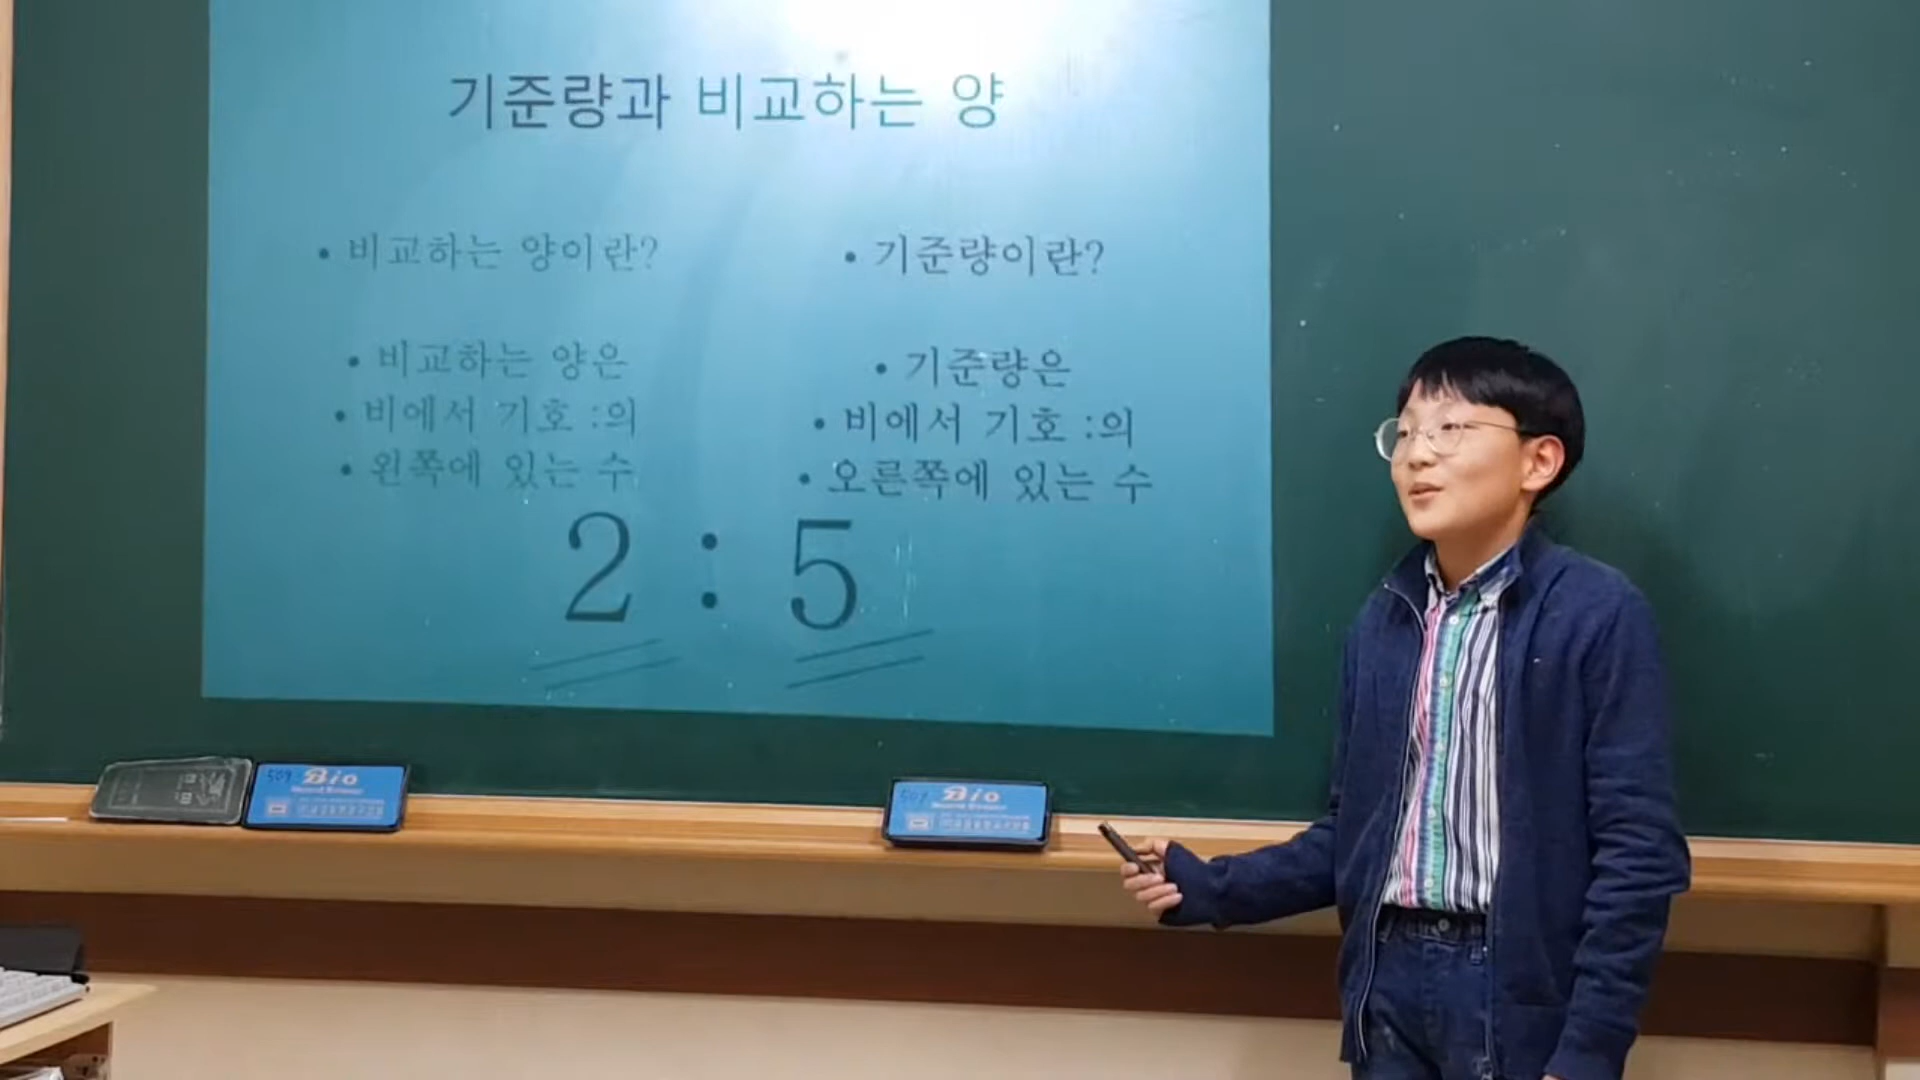 기준량과 비교하는 양
• 비교하는 양이란?
• 비교하는 양은
• 비에서 기호 :의
• 왼쪽에 있는 수
• 기준량이란?
• 기준량은
• 비에서 기호 :의
• 오른쪽에 있는 수
2 : 5
509
Bio
Bio